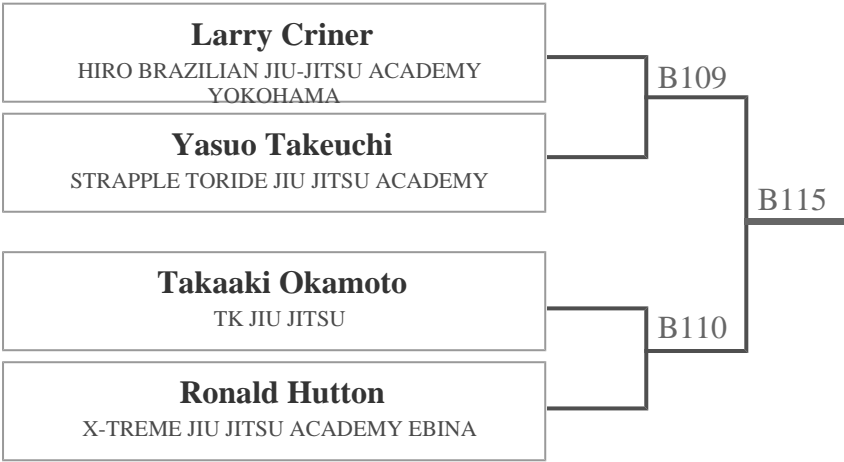 Larry Criner
HIRO BRAZILIAN JIU-JITSU ACADEMY
YOKOHAMA
B109
Yasuo Takeuchi
STRAPPLE TORIDE JIU JITSU ACADEMY
B115
Takaaki Okamoto
TK JIU JITSU
B110
Ronald Hutton
X-TREME JIU JITSU ACADEMY EBINA